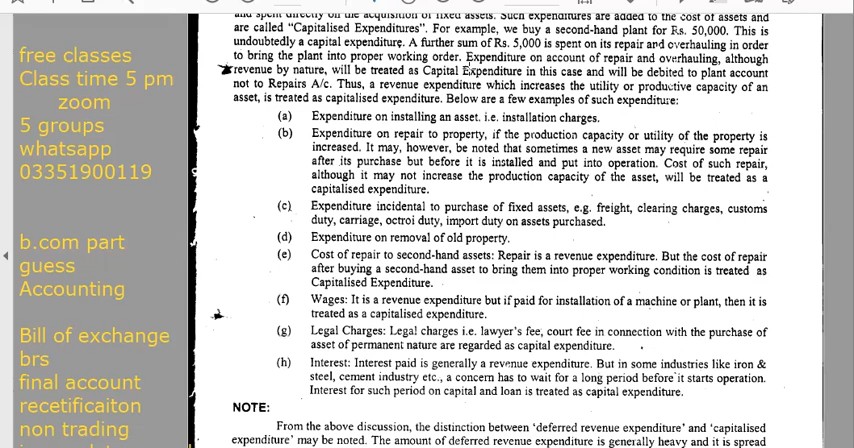 free classes
Class time 5 pm
zoom
5 groups
whatsapp
03351900119
b.com part
guess
Accounting
Bill of exchange
brs
final account
recetificaiton
non trading
and spent directly on the acquisition of fixed assets. Such expenditures are added to the cost of assets and
are called "Capitalised Expenditures". For example, we buy a second-hand plant for Rs. 50,000. This is
undoubtedly a capital expenditure. A further sum of Rs. 5,000 is spent on its repair and overhauling in order
to bring the plant into proper working order. Expenditure on account of repair and overhauling, although
revenue by nature, will be treated as Capital Expenditure in this case and will be debited to plant account
not to Repairs A/c. Thus, a revenue expenditure which increases the utility or productive capacity of an
asset, is treated as capitalised expenditure. Below are a few examples of such expenditure:
(a) Expenditure on installing an asset. i.e. installation charges.
(b) Expenditure on repair to property, if the production capacity or utility of the property is
increased. It may, however, be noted that sometimes a new asset may require some repair
after its purchase but before it is installed and put into operation. Cost of such repair,
although it may not increase the production capacity of the asset, will be treated as a
capitalised expenditure.
(c) Expenditure incidental to purchase of fixed assets, e.g. freight, clearing charges, customs
duty, carriage, octroi duty, import duty on assets purchased.
(d) Expenditure on removal of old property.
(e) Cost of repair to second-hand assets: Repair is a revenue expenditure. But the cost of repair
after buying a second-hand asset to bring them into proper working condition is treated as
Capitalised Expenditure.
(f) Wages: It is a revenue expenditure but if paid for installation of a machine or plant, then it is
treated as a capitalised expenditure.
(g) Legal Charges: Legal charges i.e. lawyer's fee, court fee in connection with the purchase of
asset of permanent nature are regarded as capital expenditure.
(h) Interest: Interest paid is generally a revenue expenditure. But in some industries like iron &
steel, cement industry etc., a concern has to wait for a long period before it starts operation.
Interest for such period on capital and loan is treated as capital expenditure.
NOTE:
From the above discussion, the distinction between 'deferred revenue expenditure' and 'capitalised
expenditure' may be noted. The amount of deferred revenue expenditure is generally heavy and it is spread